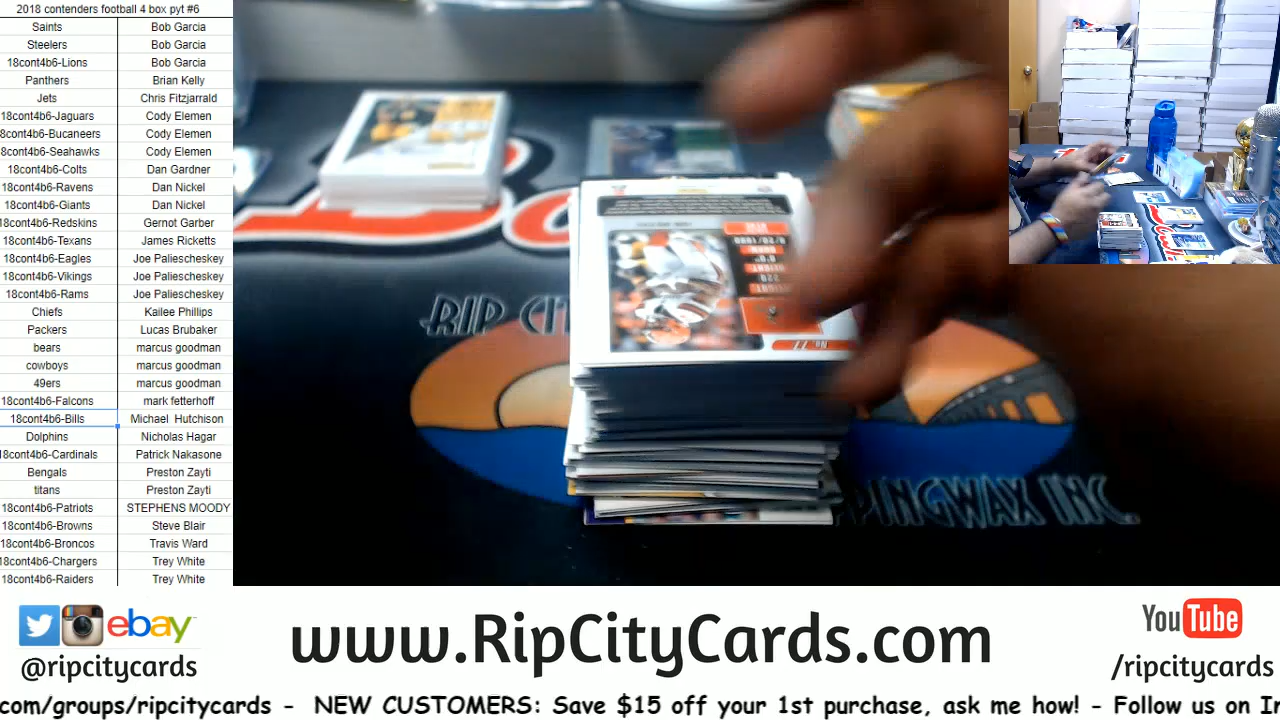 2018 contenders football 4 box pyt #6
Saints Bob Garcia
Steelers Bob Garcia
18cont4b6-Lions Bob Garcia
Panthers Brian Kelly
Jets Chris Fitzjarrald
18cont4b6-Jaguars Cody Elemen
8cont4b6-Bucaneers Cody Elemen
8cont4b6-Seahawks Cody Elemen
18cont4b6-Colts Dan Gardner
18cont4b6-Ravens Dan Nickel
18cont4b6-Giants Dan Nickel
18cont4b6-Redskins Gernot Garber
18cont4b6-Texans James Ricketts
18cont4b6-Eagles Joe Paliescheskey
18cont4b6-Vikings Joe Paliescheskey
18cont4b6-Rams Joe Paliescheskey
Chiefs Kailee Phillips
Packers Lucas Brubaker
bears marcus goodman
cowboys marcus goodman
49ers marcus goodman
18cont4b6-Falcons mark fetterhoff
18cont4b6-Bills Michael Hutchison
Dolphins Nicholas Hagar
18cont4b6-Cardinals Patrick Nakasone
Bengals Preston Zayti
titans Preston Zayti
18cont4b6-Patriots STEPHENS MOODY
18cont4b6-Browns Steve Blair
18cont4b6-Broncos Travis Ward
18cont4b6-Chargers Trey White
18cont4b6-Raiders Trey White
RIP CIT
No 77
PINGWAX INC.
ebay
@ripcitycards
www.RipCityCards.com
YouTube
/ripcitycards
com/groups/ripcitycards - NEW CUSTOMERS: Save $15 off your 1st purchase, ask me how! - Follow us on In